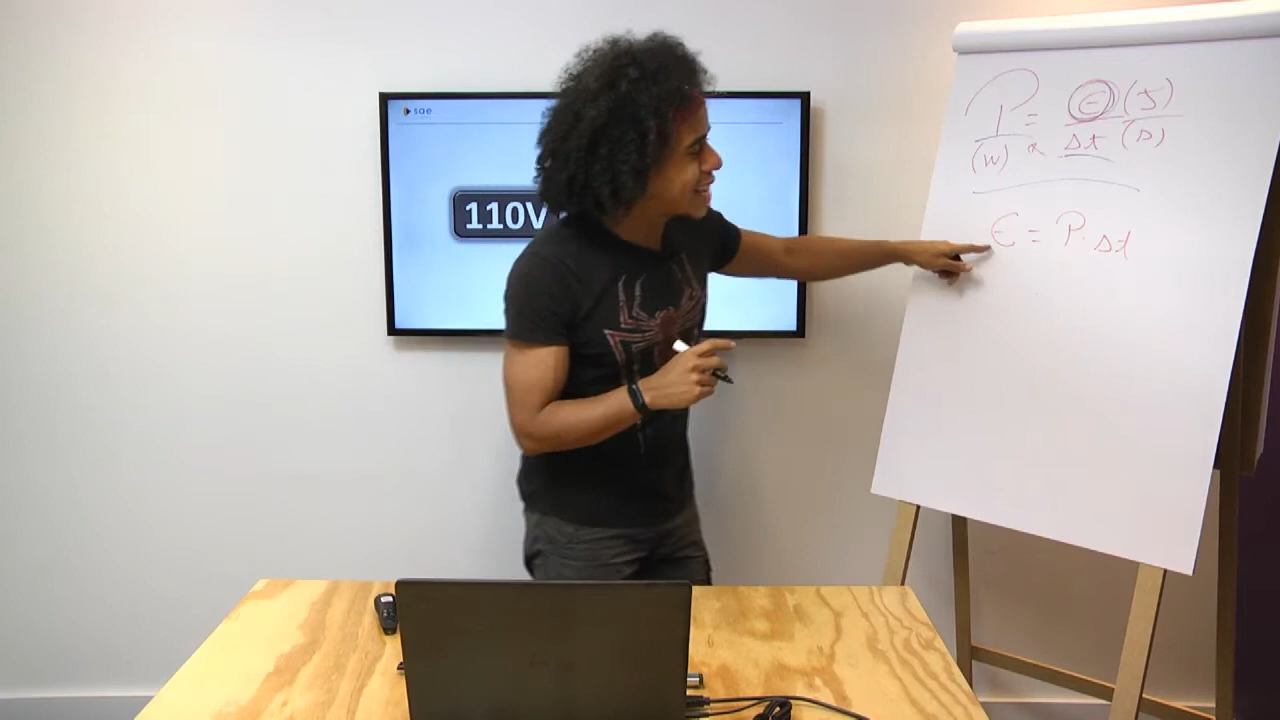 sae
110V
P = E (J)
(W) ∝ Δt (s)
E = P. Δt